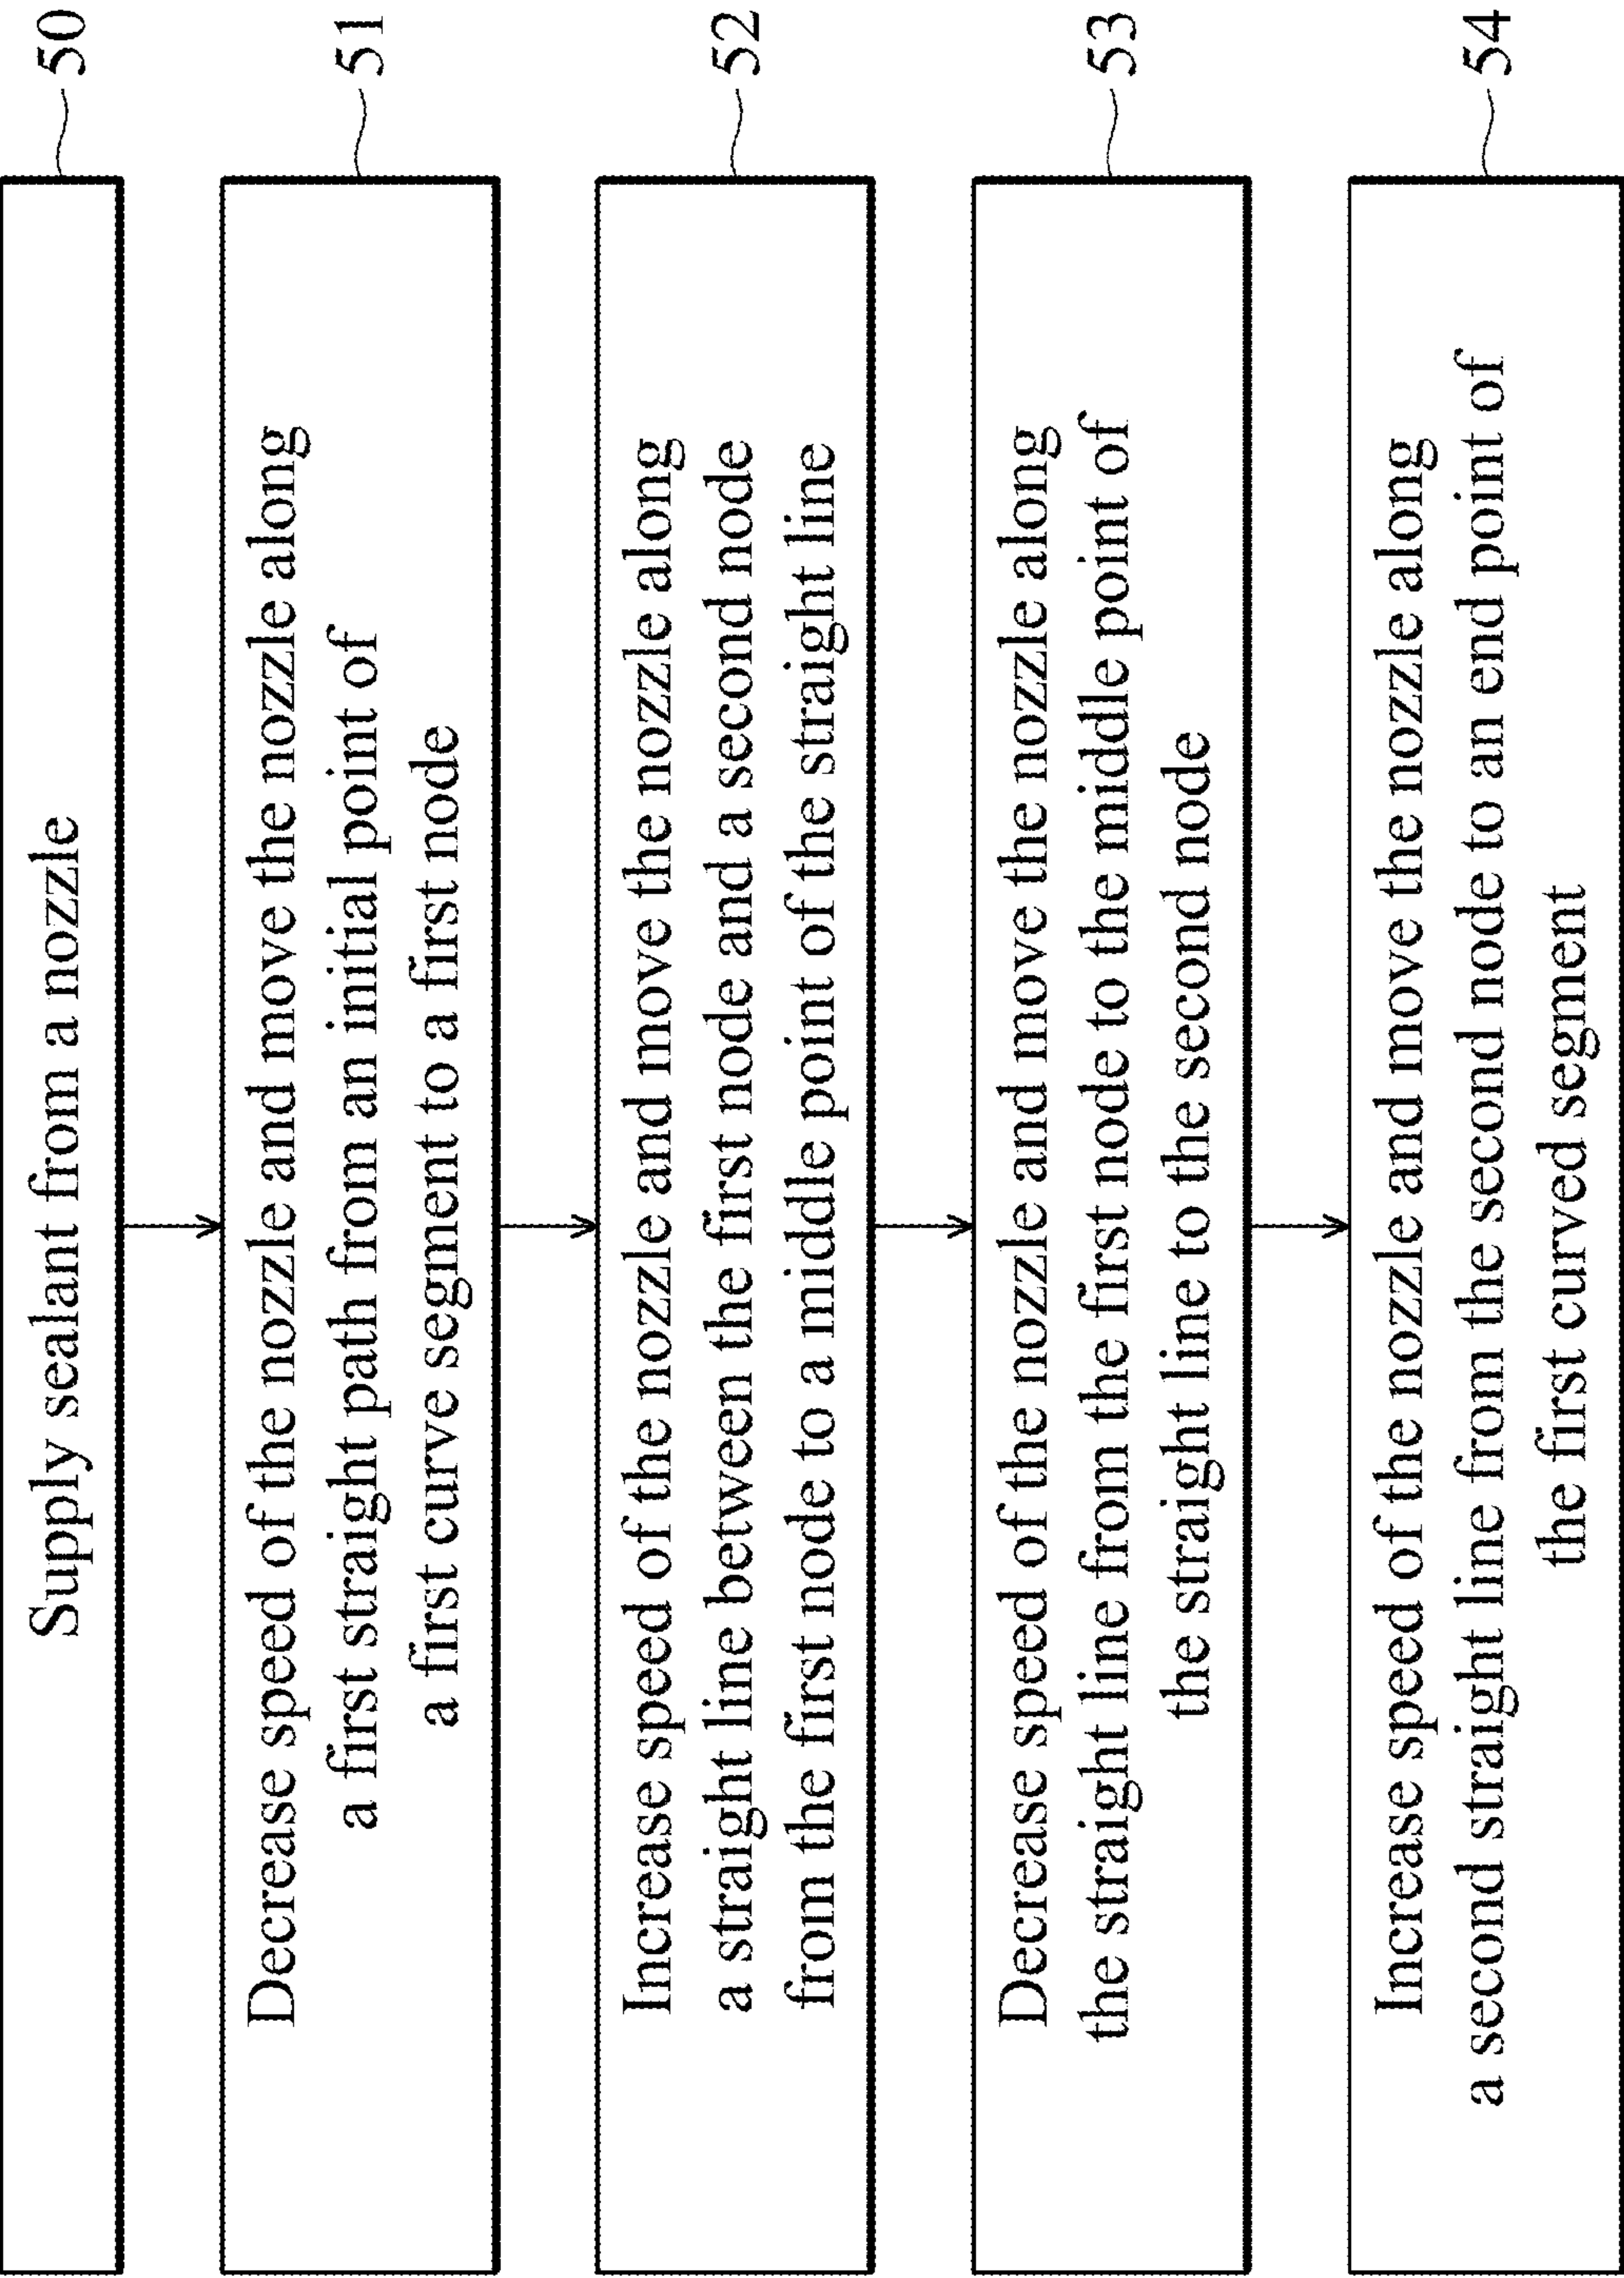 Supply sealant from a nozzle
50
Decrease speed of the nozzle and move the nozzle along
a first straight path from an initial point of
a first curve segment to a first node
51
Increase speed of the nozzle and move the nozzle along
a straight line between the first node and a second node
from the first node to a middle point of the straight line
52
Decrease speed of the nozzle and move the nozzle along
the straight line from the first node to the middle point of
the straight line to the second node
53
Increase speed of the nozzle and move the nozzle along
a second straight line from the second node to an end point of
the first curved segment
54